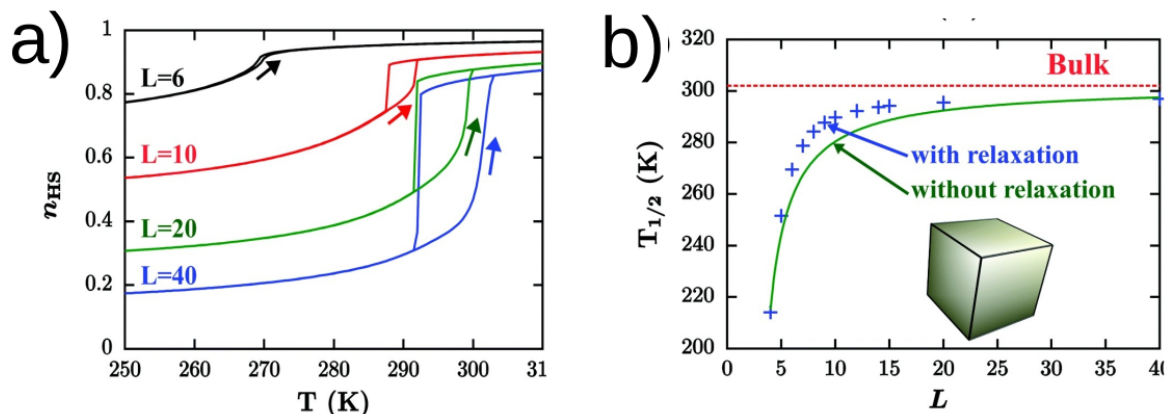 a)
1
0.8
0.6
0.4
0.2
0
n_HS
L=6
L=10
L=20
L=40
250 260 270 280 290 300 31
T (K)
b)
320
300
280
260
240
220
200
T_1/2 (K)
Bulk
with relaxation
without relaxation
0 5 10 15 20 25 30 35 4
L